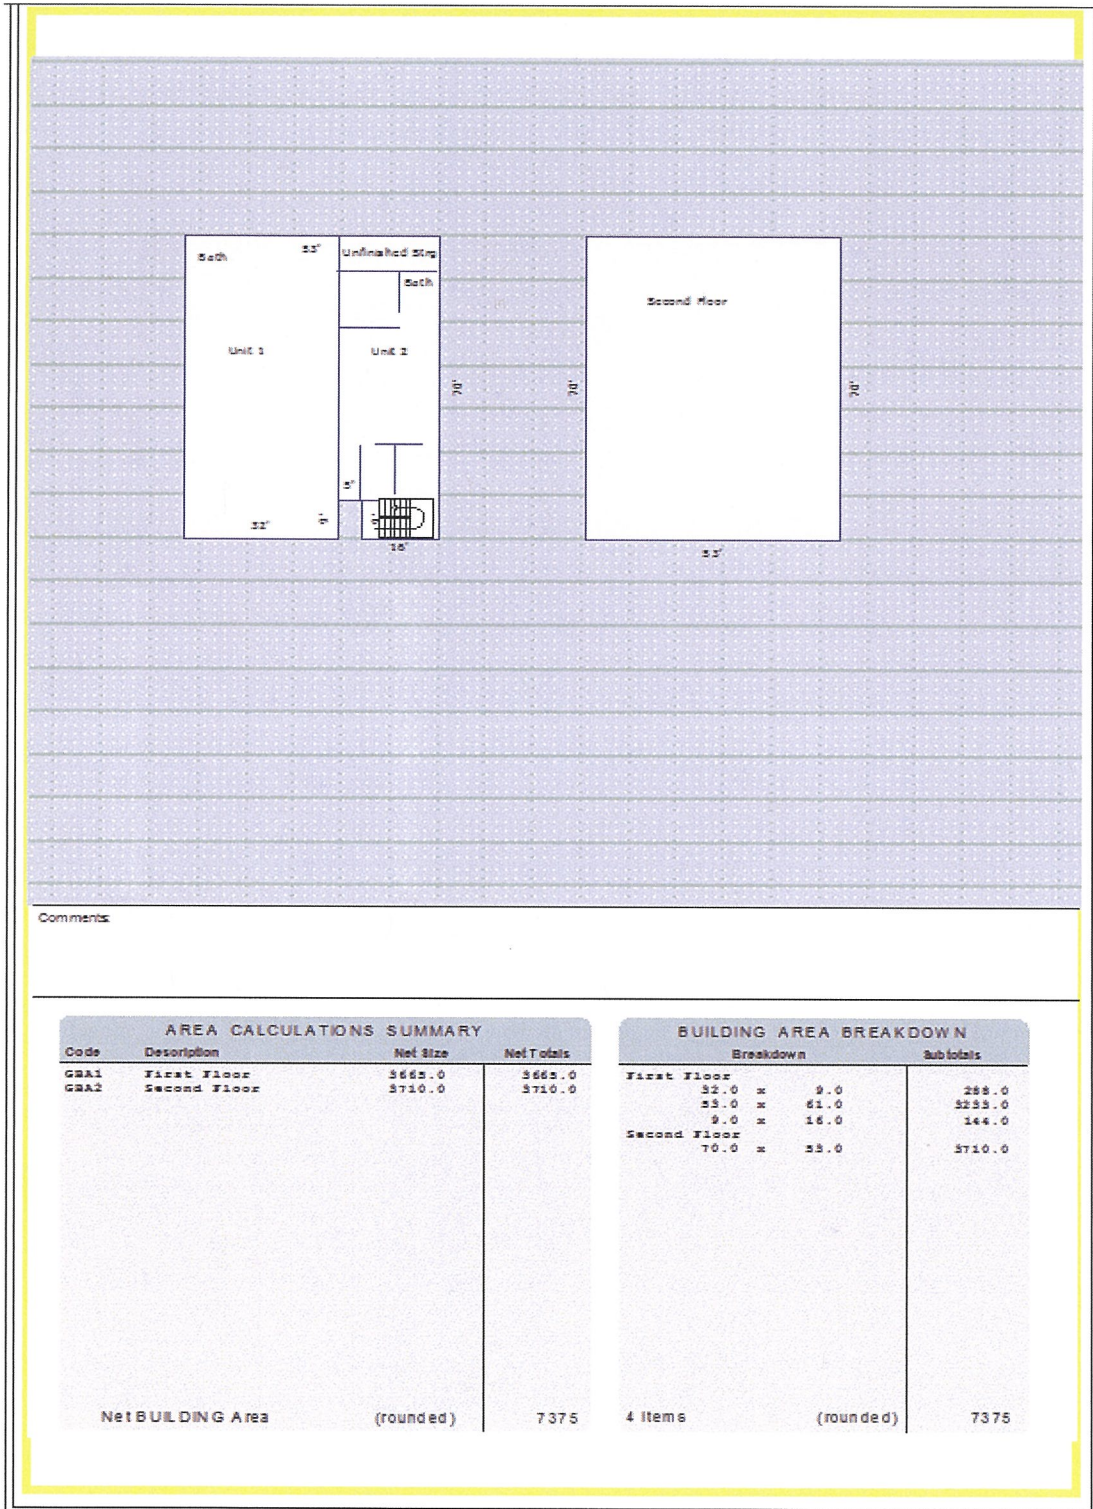 Bath 53' Unfinished Strg
Bath
Second Floor
Unit 1 Unit 2
70' 70' 70'
32' 9' 9'
16' 53'
Comments:
AREA CALCULATIONS SUMMARY
Code Description Net Size Net Totals
GBA1 First Floor 3665.0 3665.0
GBA2 Second Floor 3710.0 3710.0
Net BUILDING Area (rounded) 7375
BUILDING AREA BREAKDOWN
Breakdown Subtotals
First Floor
32.0 x 9.0 288.0
53.0 x 61.0 3233.0
9.0 x 16.0 144.0
Second Floor
70.0 x 53.0 3710.0
4 Items (rounded) 7375